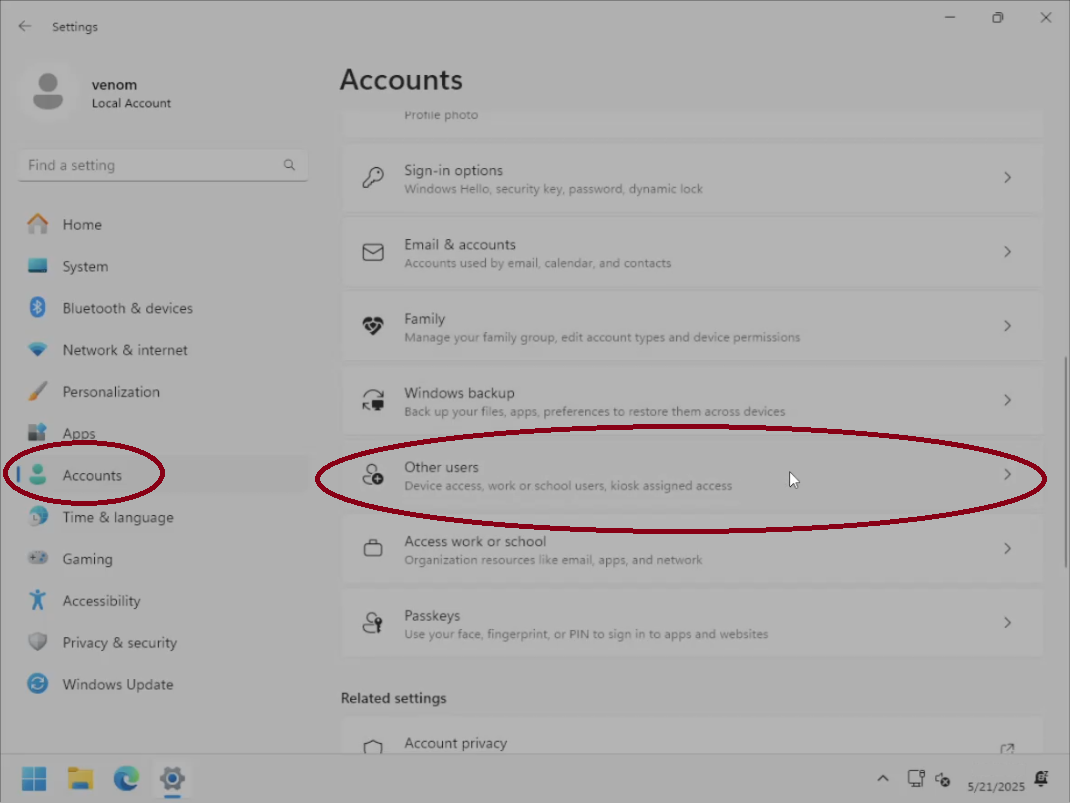 Settings
venom
Local Account
Find a setting
Home
System
Bluetooth & devices
Network & internet
Personalization
Apps
Accounts
Time & language
Gaming
Accessibility
Privacy & security
Windows Update
Accounts
Profile photo
Sign-in options
Windows Hello, security key, password, dynamic lock
Email & accounts
Accounts used by email, calendar, and contacts
Family
Manage your family group, edit account types and device permissions
Windows backup
Back up your files, apps, preferences to restore them across devices
Other users
Device access, work or school users, kiosk assigned access
Access work or school
Organization resources like email, apps, and network
Passkeys
Use your face, fingerprint, or PIN to sign in to apps and websites
Related settings
Account privacy
5/21/2025